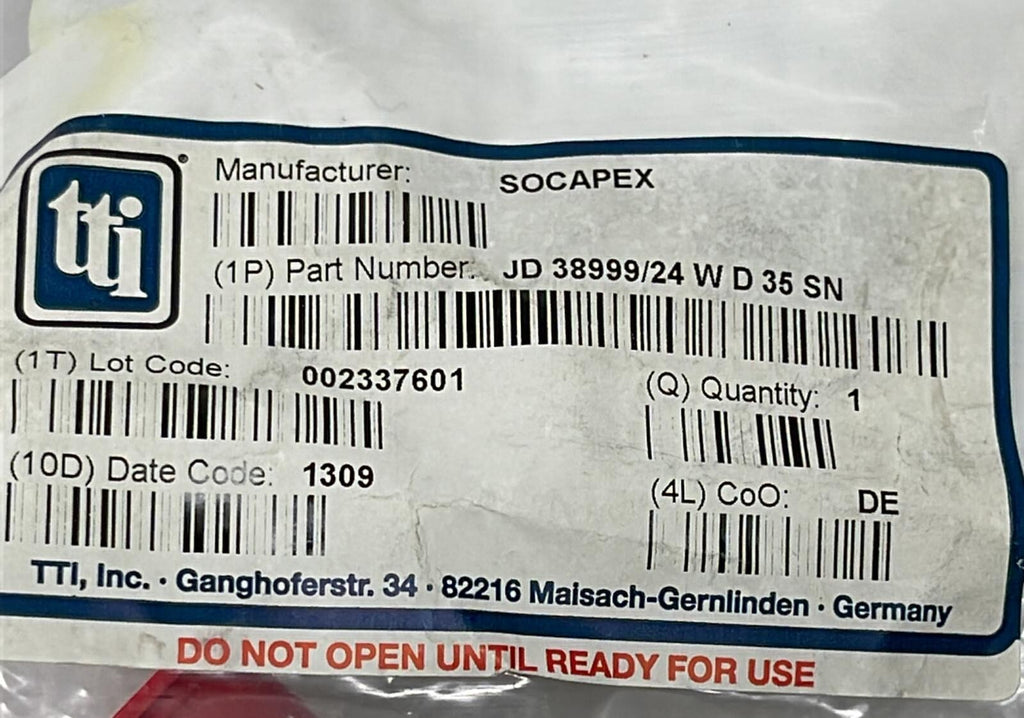 tti
Manufacturer: SOCAPEX
(1P) Part Number: JD 38999/24 W D 35 SN
(1T) Lot Code: 002337601
(Q) Quantity: 1
(10D) Date Code: 1309
(4L) CoO: DE
TTI, Inc. · Ganghoferstr. 34 · 82216 Maisach-Gernlinden · Germany
DO NOT OPEN UNTIL READY FOR USE